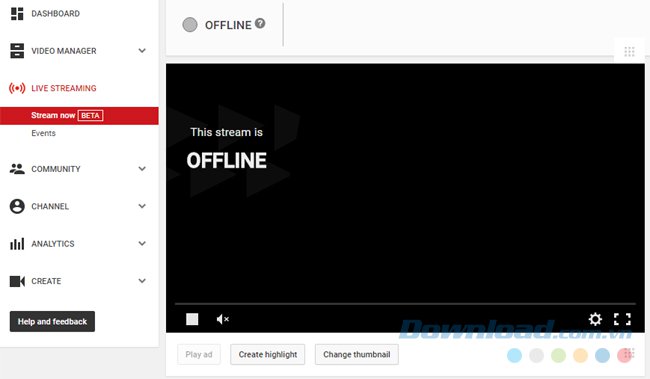 DASHBOARD
VIDEO MANAGER
LIVE STREAMING
Stream now BETA
Events
COMMUNITY
CHANNEL
ANALYTICS
CREATE
Help and feedback
OFFLINE ?
This stream is
OFFLINE
Download.com.vn
Play ad
Create highlight
Change thumbnail